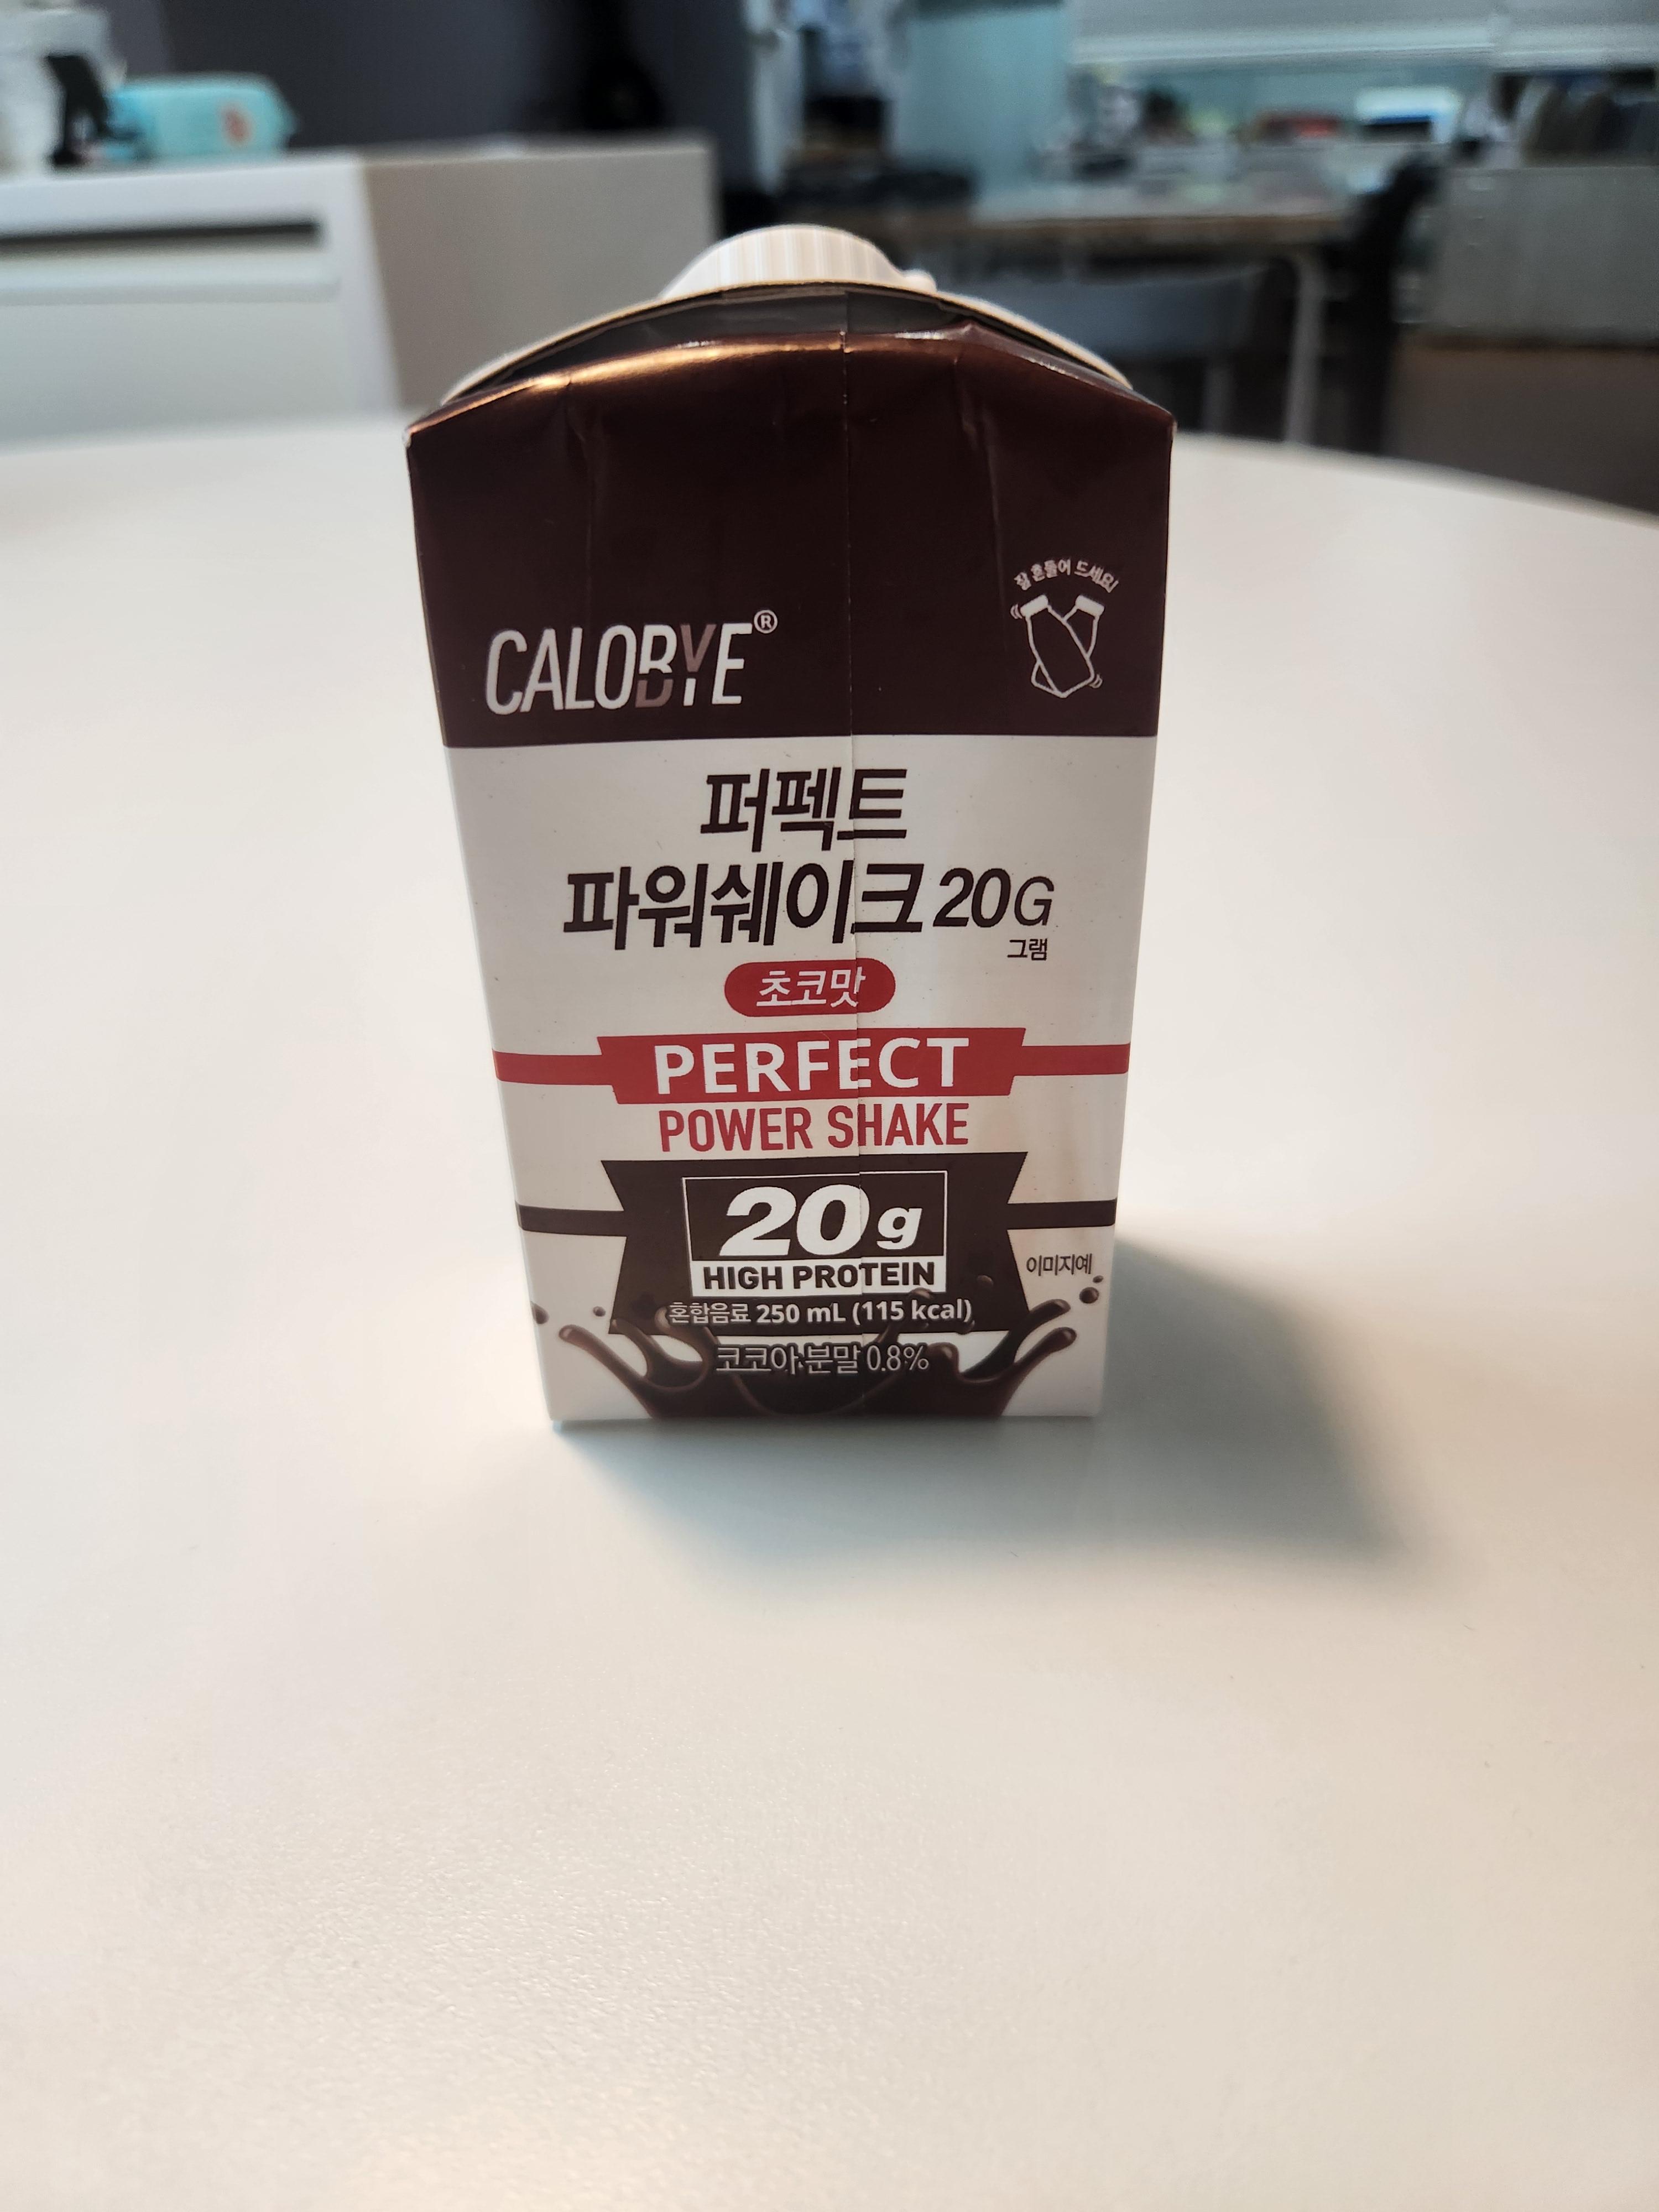 잘 흔들어 드세요!
CALOBYE®
퍼펙트
파워쉐이크 20G
그램
초코맛
PERFECT
POWER SHAKE
20g
HIGH PROTEIN
이미지예
혼합음료 250 mL (115 kcal)
코코아분말 0.8%